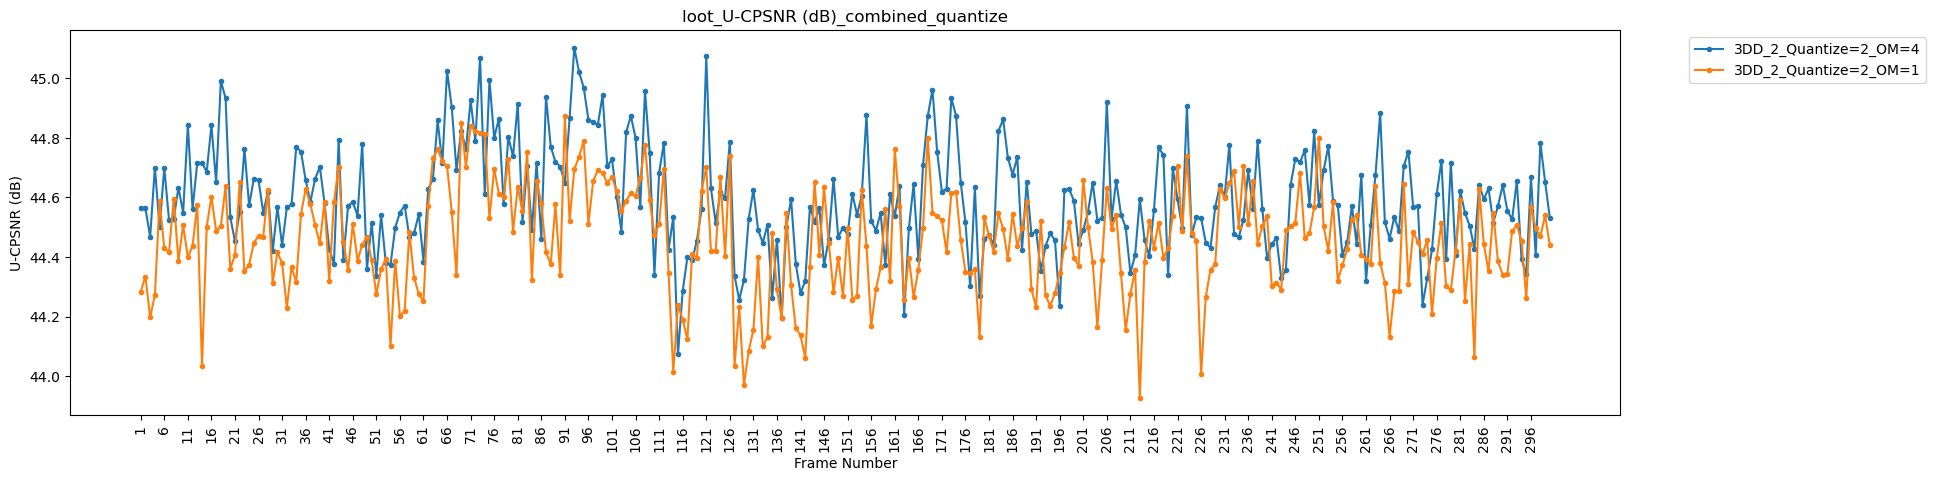 loot_U-CPSNR (dB)_combined_quantize
3DD_2_Quantize=2_OM=4
3DD_2_Quantize=2_OM=1
U-CPSNR (dB)
45.0
44.8
44.6
44.4
44.2
44.0
1 6 11 16 21 26 31 36 41 46 51 56 61 66 71 76 81 86 91 96 101 106 111 116 121 126 131 136 141 146 151 156 161 166 171 176 181 186 191 196 201 206 211 216 221 226 231 236 241 246 251 256 261 266 271 276 281 286 291 296
Frame Number